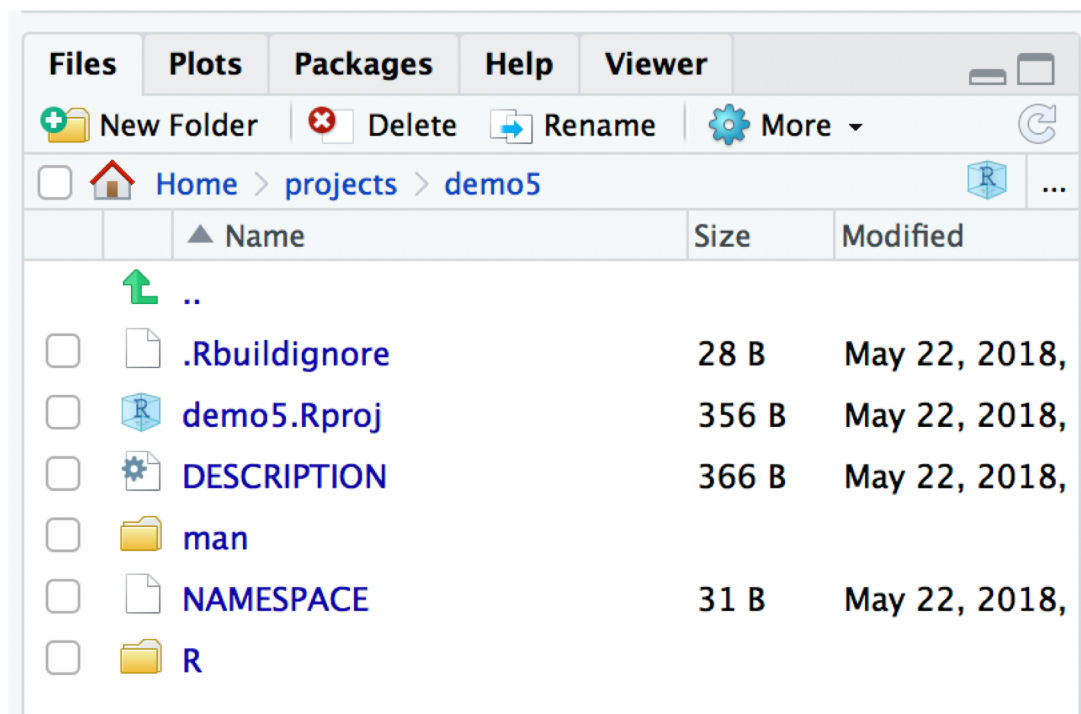 Files Plots Packages Help Viewer
New Folder Delete Rename More
Home projects demo5 R ...
Name Size Modified
..
.Rbuildignore 28 B May 22, 2018,
R demo5.Rproj 356 B May 22, 2018,
DESCRIPTION 366 B May 22, 2018,
man
NAMESPACE 31 B May 22, 2018,
R